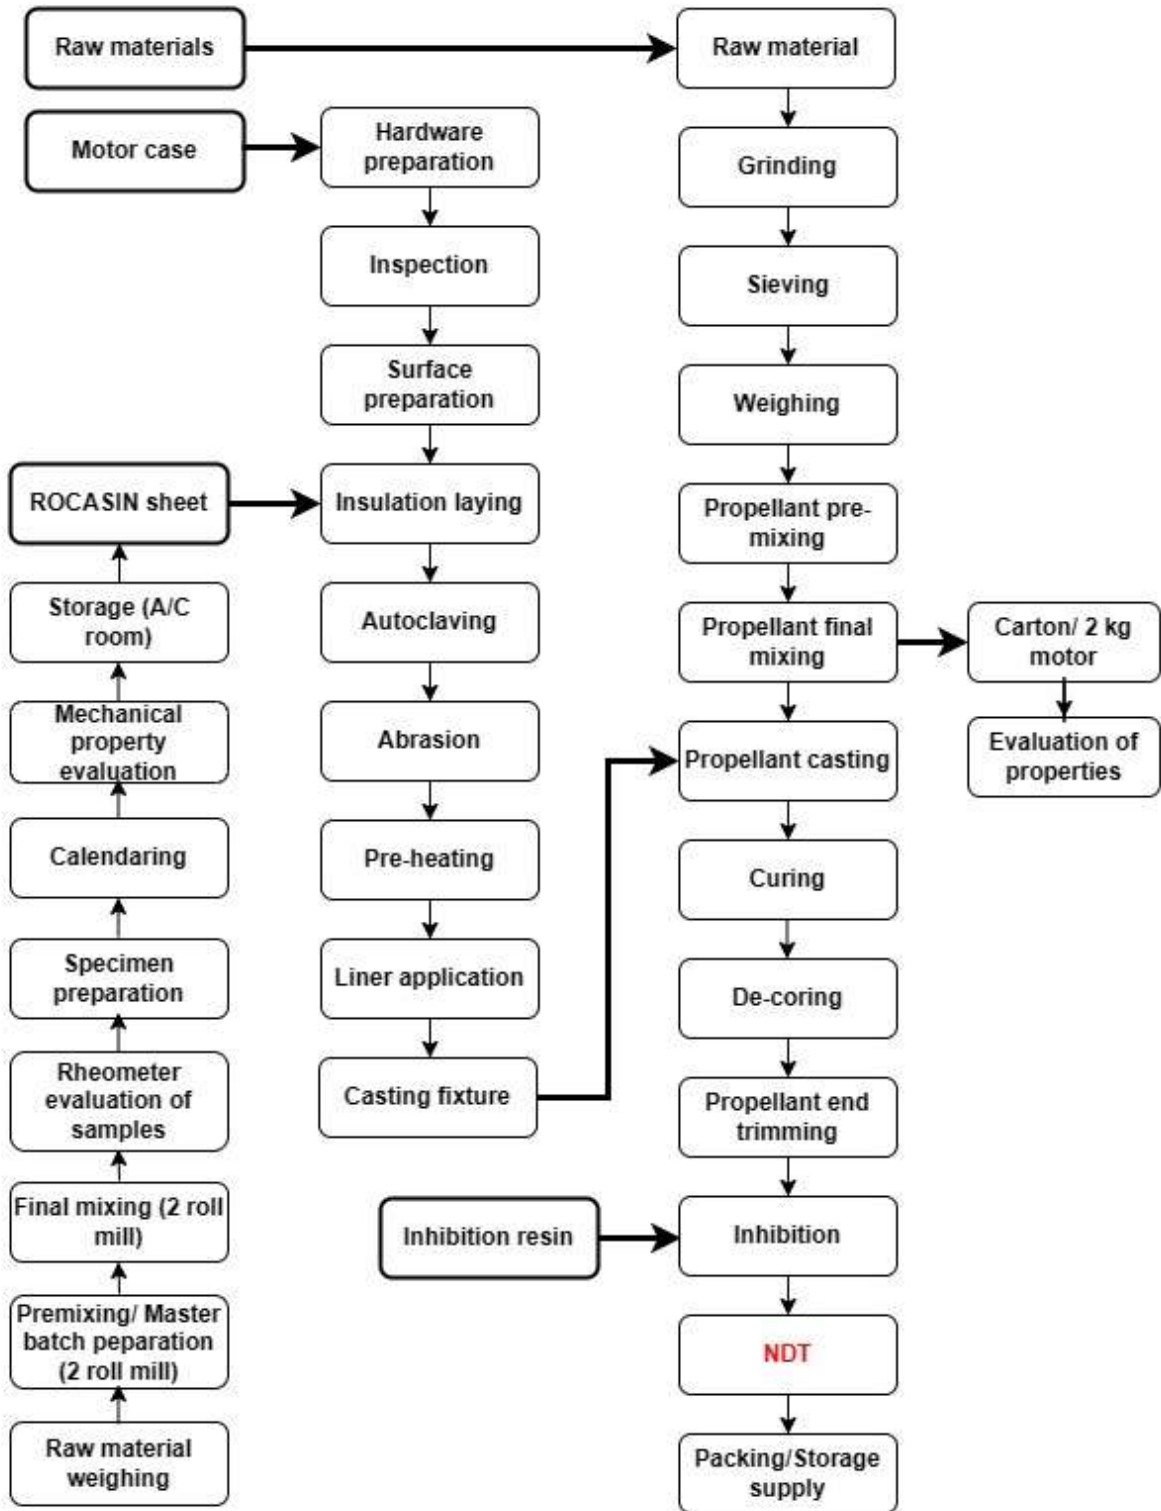 Raw materials
Raw material
Motor case
Hardware
preparation
Grinding
Inspection
Sieving
Surface
preparation
Weighing
ROCASIN sheet
Insulation laying
Propellant pre-
mixing
Storage (A/C
room)
Autoclaving
Propellant final
mixing
Carton/ 2 kg
motor
Mechanical
property
evaluation
Abrasion
Propellant casting
Evaluation of
properties
Calendaring
Pre-heating
Curing
Specimen
preparation
Liner application
De-coring
Rheometer
evaluation of
samples
Casting fixture
Propellant end
trimming
Final mixing (2 roll
mill)
Inhibition resin
Inhibition
Premixing/ Master
batch peparation
(2 roll mill)
NDT
Raw material
weighing
Packing/Storage
supply